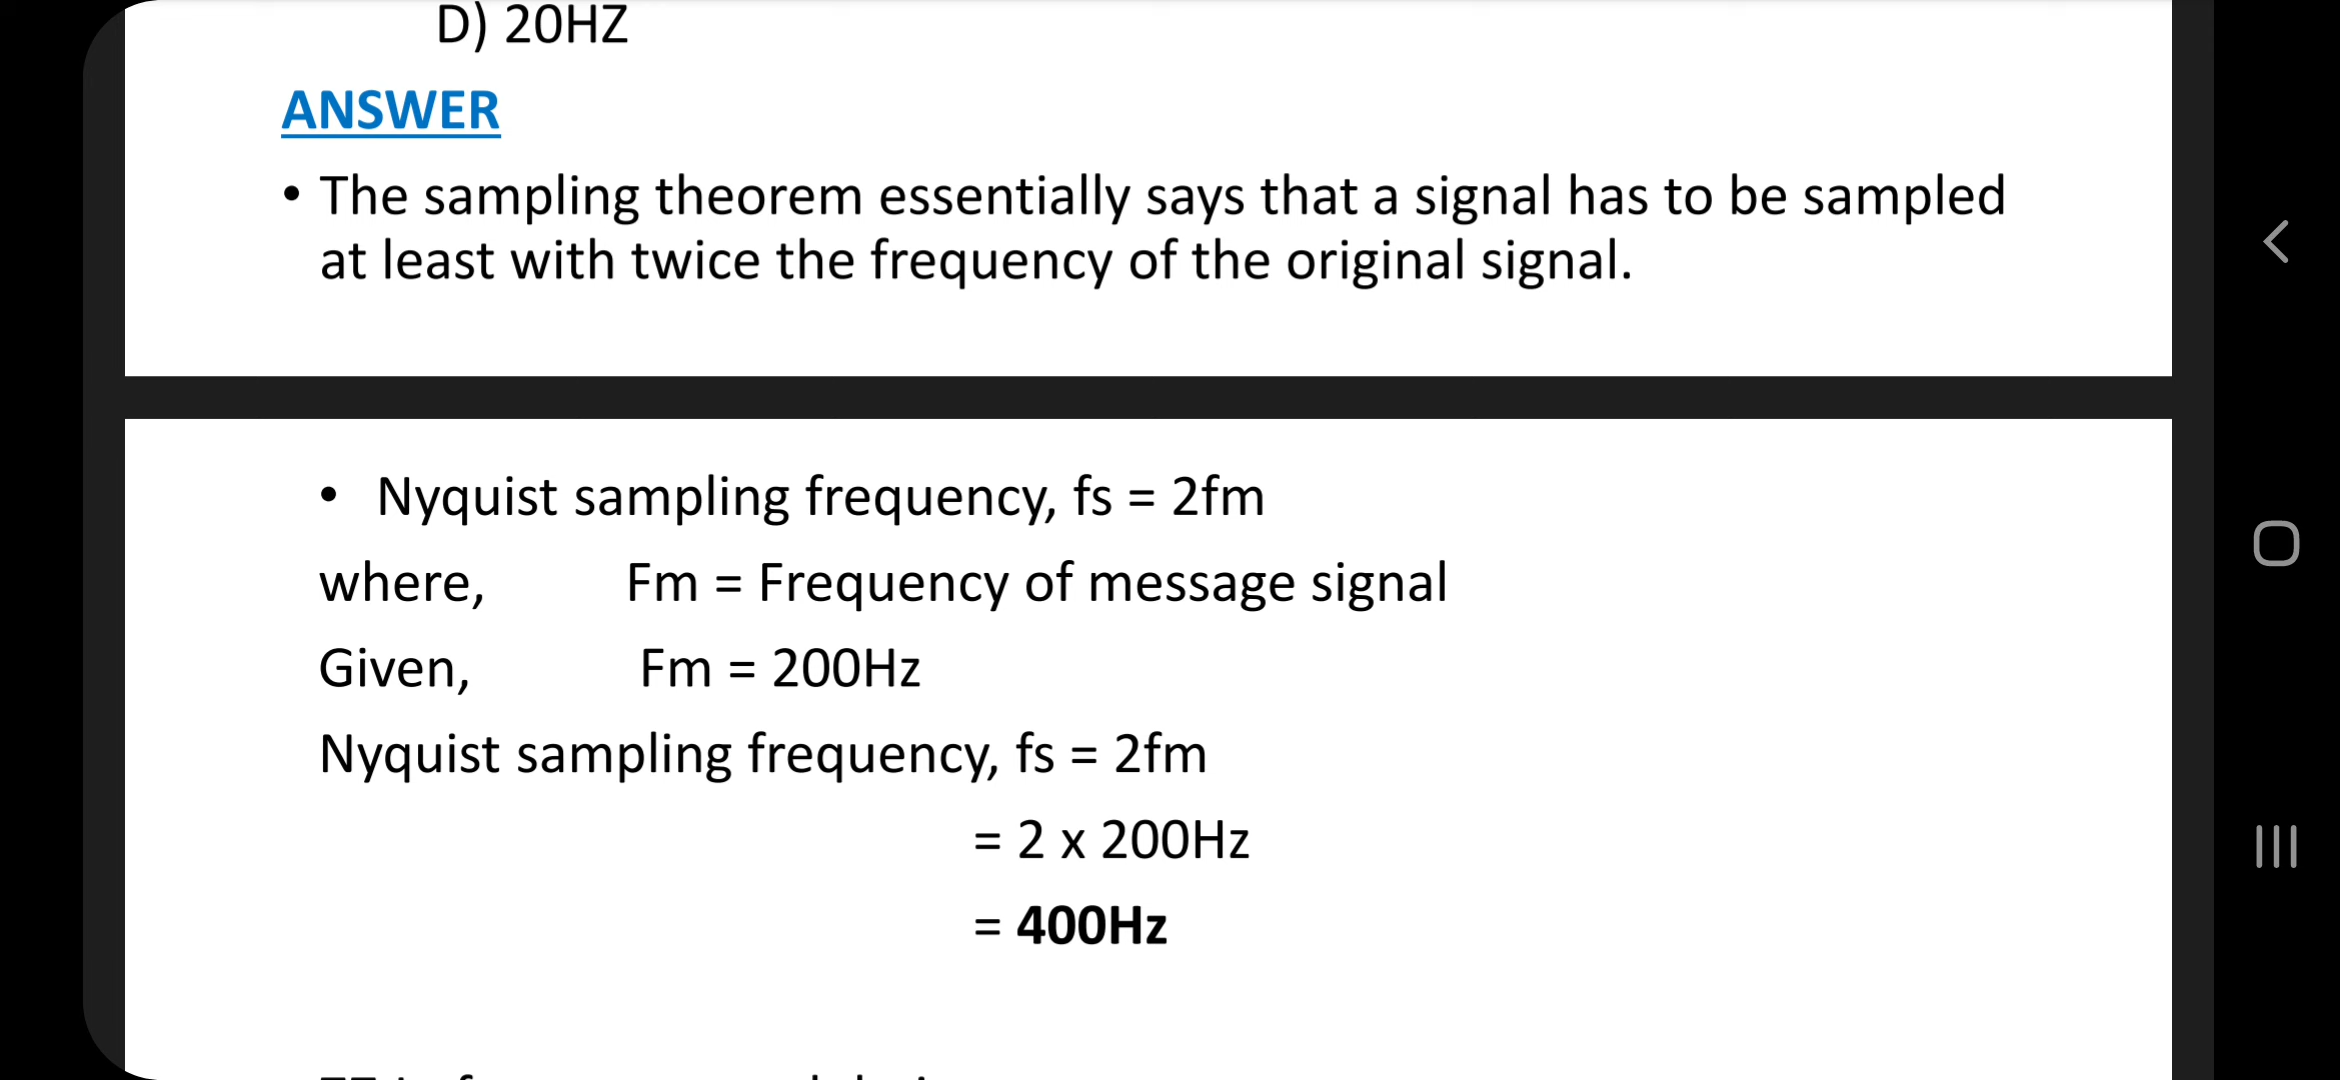 D) 20HZ
ANSWER
• The sampling theorem essentially says that a signal has to be sampled
at least with twice the frequency of the original signal.
• Nyquist sampling frequency, fs = 2fm
where, Fm = Frequency of message signal
Given, Fm = 200Hz
Nyquist sampling frequency, fs = 2fm
= 2 x 200Hz
= 400Hz